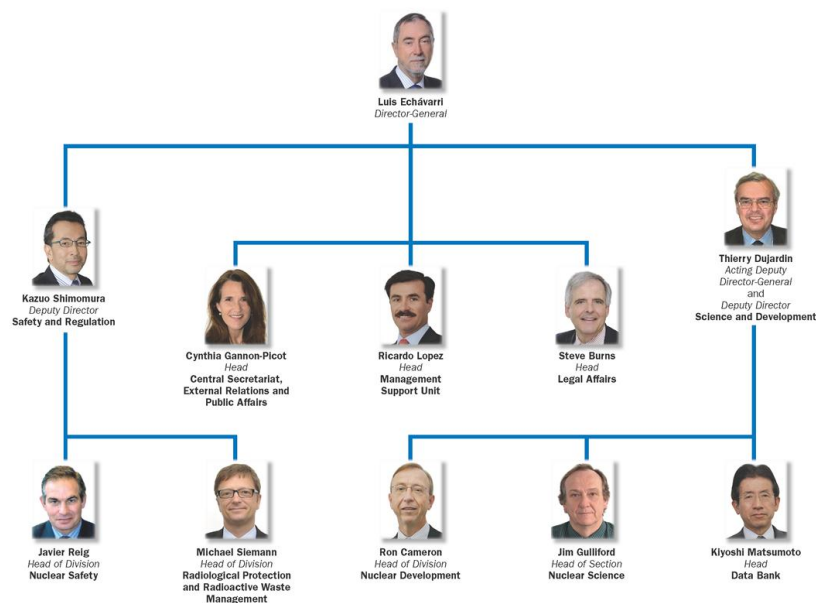 Luis Echávarri
Director-General
Kazuo Shimomura
Deputy Director
Safety and Regulation
Thierry Dujardin
Acting Deputy
Director-General
and
Deputy Director
Science and Development
Cynthia Gannon-Picot
Head
Central Secretariat,
External Relations and
Public Affairs
Ricardo Lopez
Head
Management
Support Unit
Steve Burns
Head
Legal Affairs
Javier Reig
Head of Division
Nuclear Safety
Michael Siemann
Head of Division
Radiological Protection
and Radioactive Waste
Management
Ron Cameron
Head of Division
Nuclear Development
Jim Gulliford
Head of Section
Nuclear Science
Kiyoshi Matsumoto
Head
Data Bank